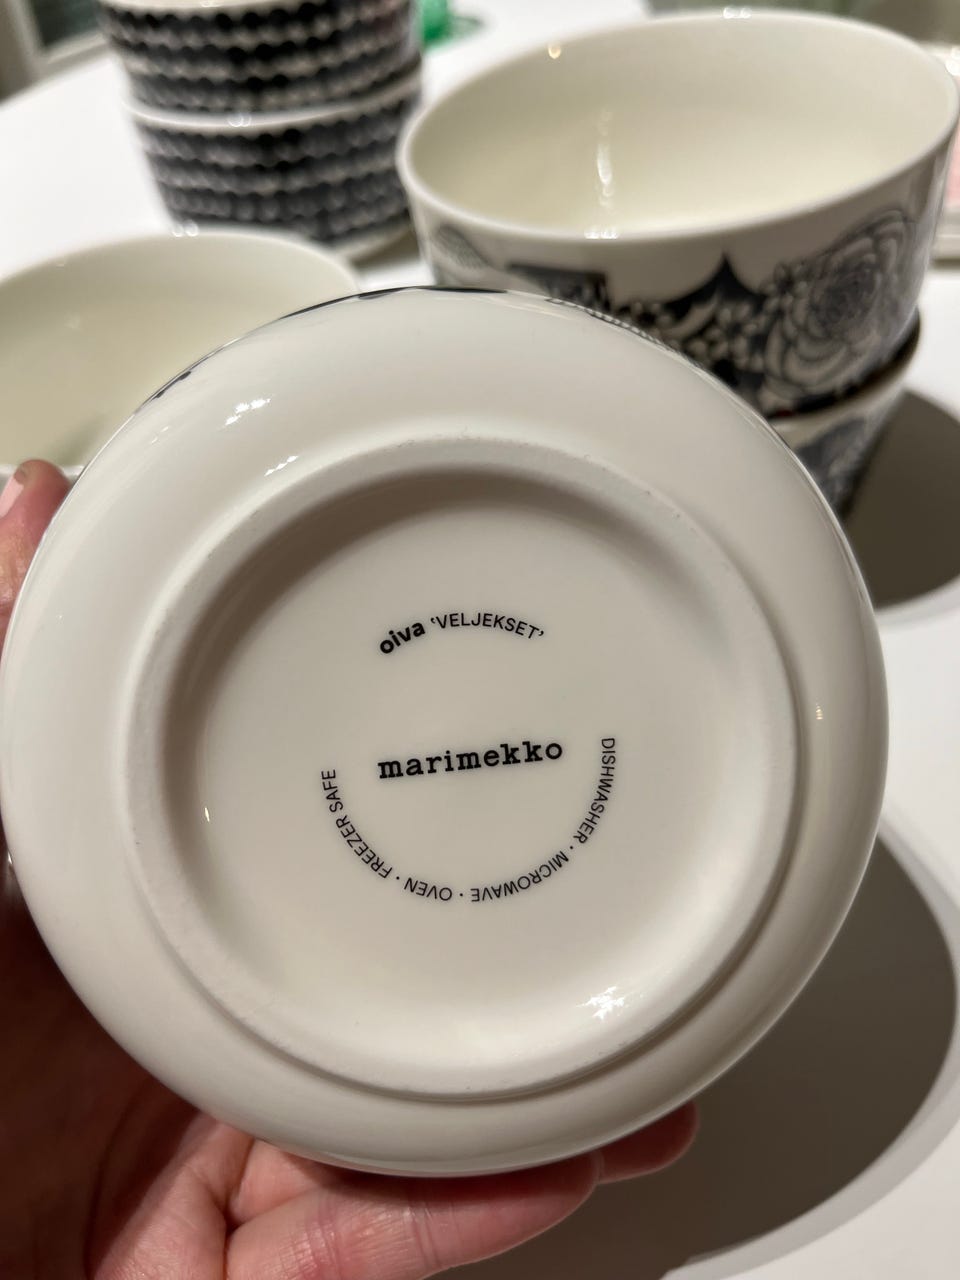 oiva ‘VELJEKSET’
marimekko
DISHWASHER · MICROWAVE · OVEN · FREEZER SAFE